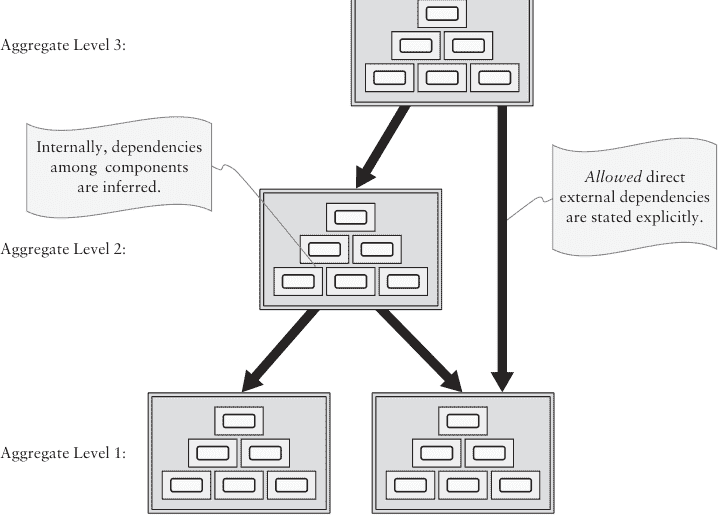 Aggregate Level 3:
Internally, dependencies
among components
are inferred.
Allowed direct
external dependencies
are stated explicitly.
Aggregate Level 2:
Aggregate Level 1: